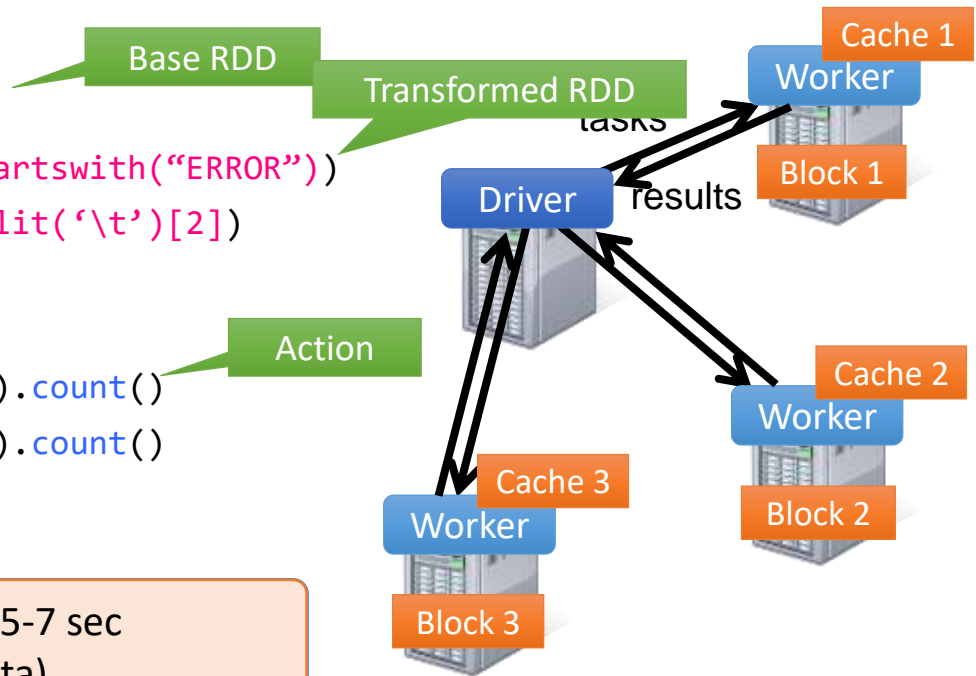 Base RDD
Transformed RDD
artswith(“ERROR”))
lit(‘\t’)[2])
Action
).count()
).count()
5-7 sec
ta)
Cache 1
Worker
Block 1
tasks
results
Driver
Cache 2
Worker
Block 2
Cache 3
Worker
Block 3